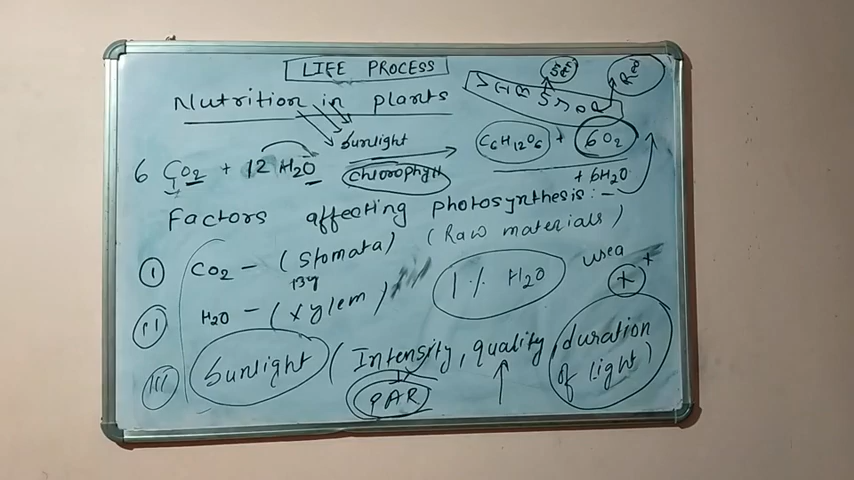 LIFE PROCESS
Nutrition in plants
sunlight
6 CO2 + 12 H2O
chlorophyll
C6H12O6 + 6O2
+ 6H2O
Factors affecting photosynthesis :-
(Raw materials)
(i) CO2 - (Stomata)
(ii) H2O - (Xylem)
1 % H2O
urea
(iii) sunlight (Intensity, quality, duration of light)
PAR